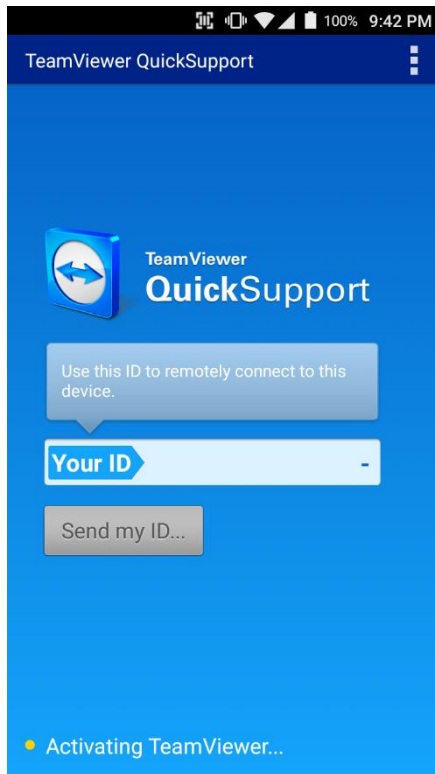 100% 9:42 PM
TeamViewer QuickSupport
TeamViewer
QuickSupport
Use this ID to remotely connect to this
device.
Your ID -
Send my ID...
Activating TeamViewer...